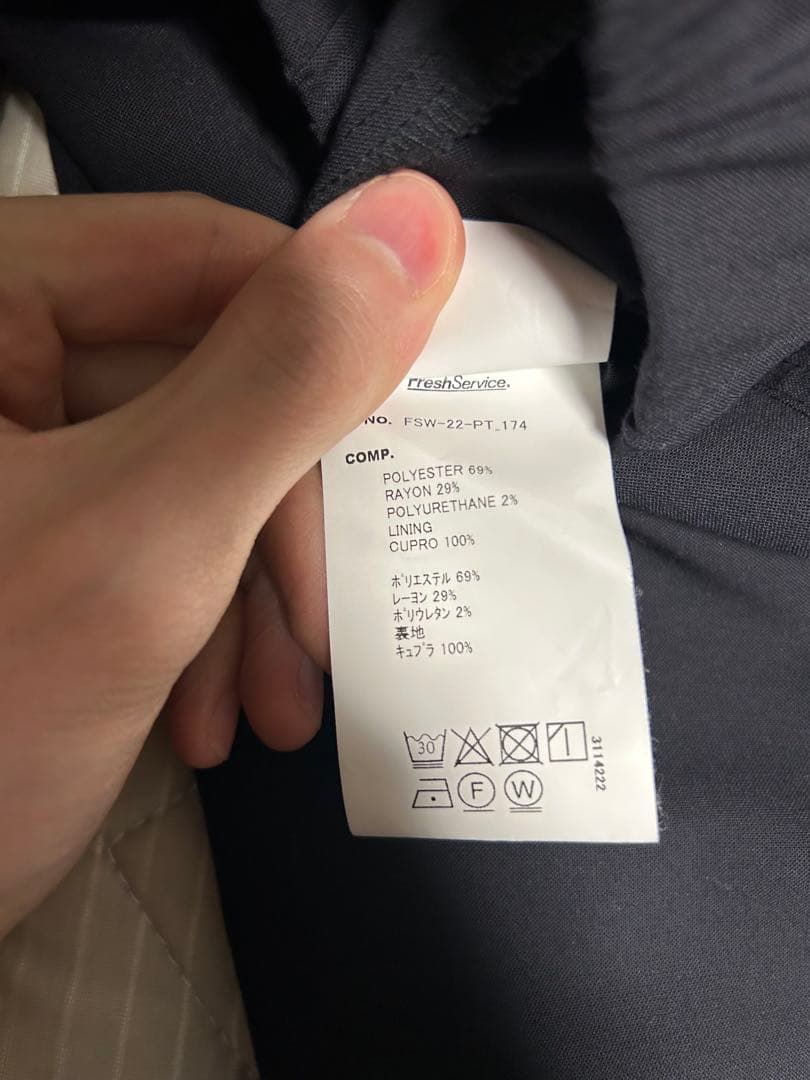 FreshService.
NO. FSW-22-PT_174
COMP.
POLYESTER 69%
RAYON 29%
POLYURETHANE 2%
LINING
CUPRO 100%
ﾎﾟﾘｴｽﾃﾙ 69%
ﾚｰﾖﾝ 29%
ﾎﾟﾘｳﾚﾀﾝ 2%
裏地
ｷｭﾌﾟﾗ 100%
30
F W
3114222